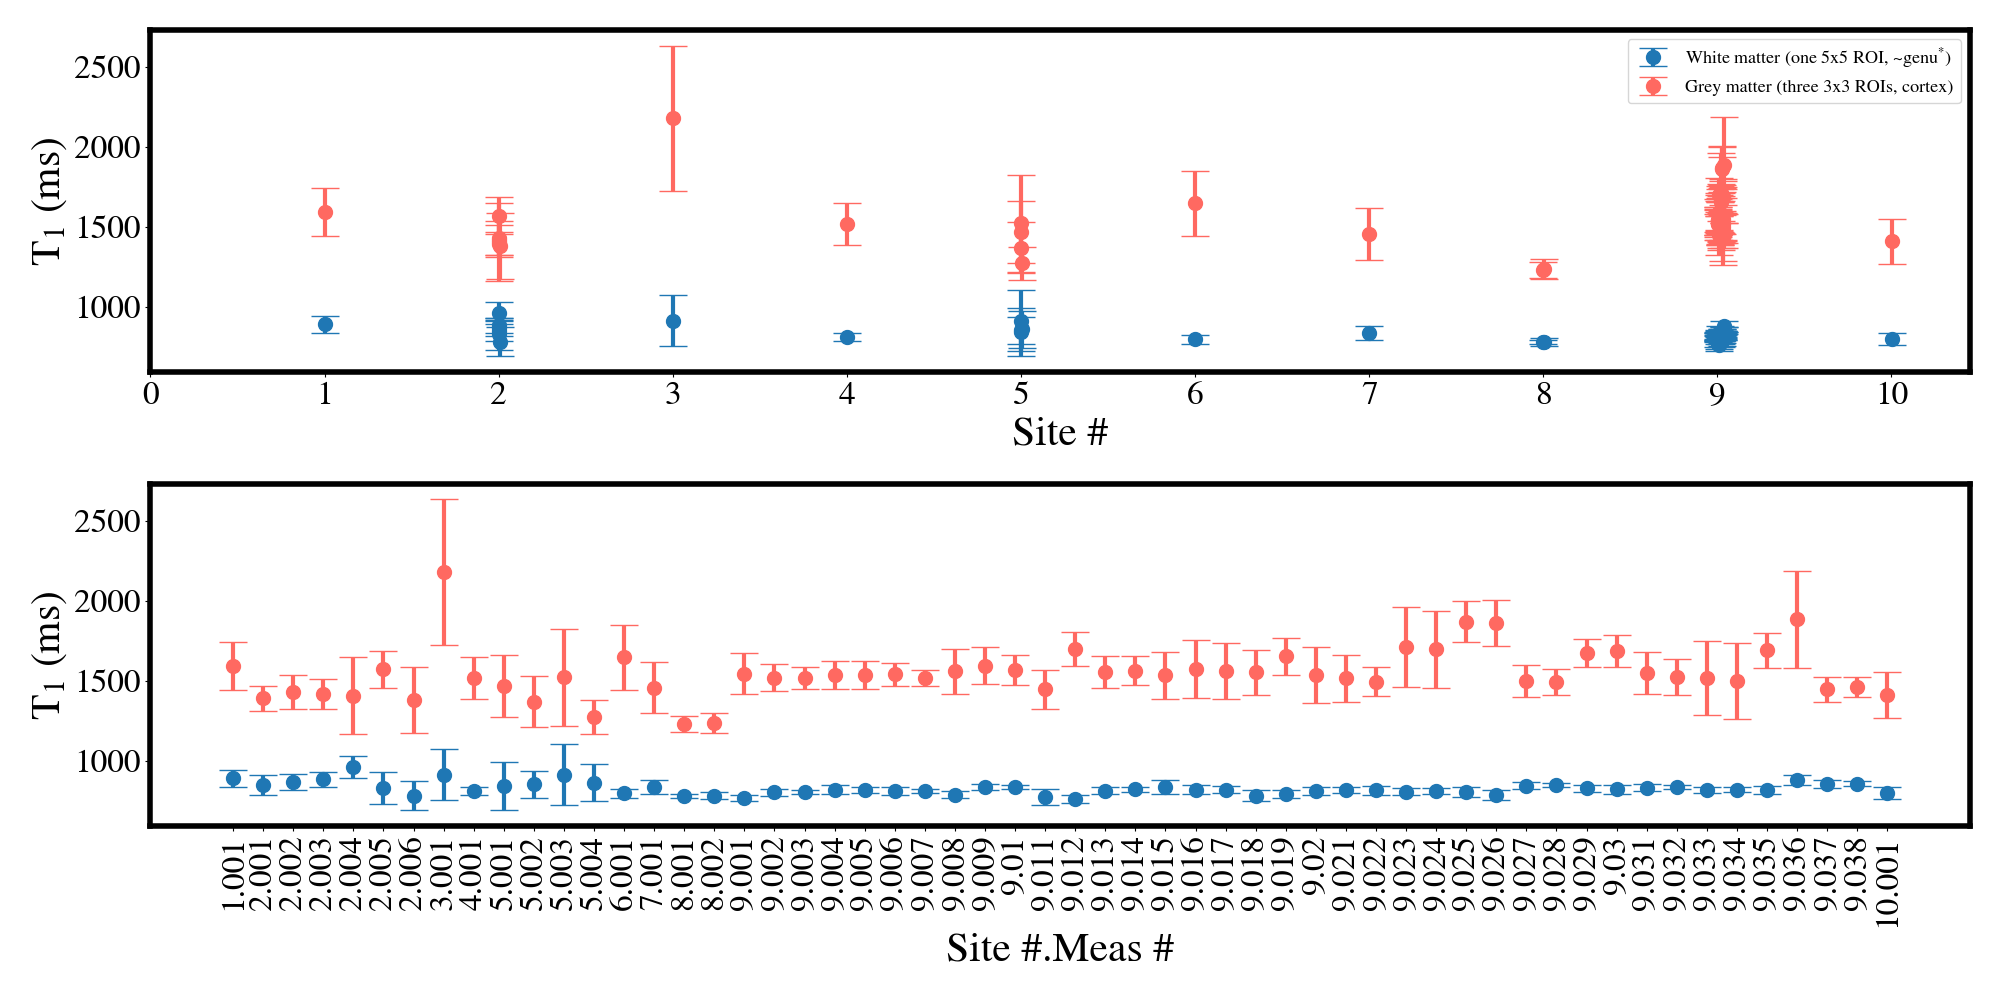 2500
2000
1500
1000
T1 (ms)
White matter (one 5x5 ROI, ~genu*)
Grey matter (three 3x3 ROIs, cortex)
0 1 2 3 4 5 6 7 8 9 10
Site #
2500
2000
1500
1000
T1 (ms)
1.001 2.001 2.002 2.003 2.004 2.005 2.006 3.001 4.001 5.001 5.002 5.003 5.004 6.001 7.001 8.001 8.002 9.001 9.002 9.003 9.004 9.005 9.006 9.007 9.008 9.009 9.01 9.011 9.012 9.013 9.014 9.015 9.016 9.017 9.018 9.019 9.02 9.021 9.022 9.023 9.024 9.025 9.026 9.027 9.028 9.029 9.03 9.031 9.032 9.033 9.034 9.035 9.036 9.037 9.038 10.001
Site #.Meas #